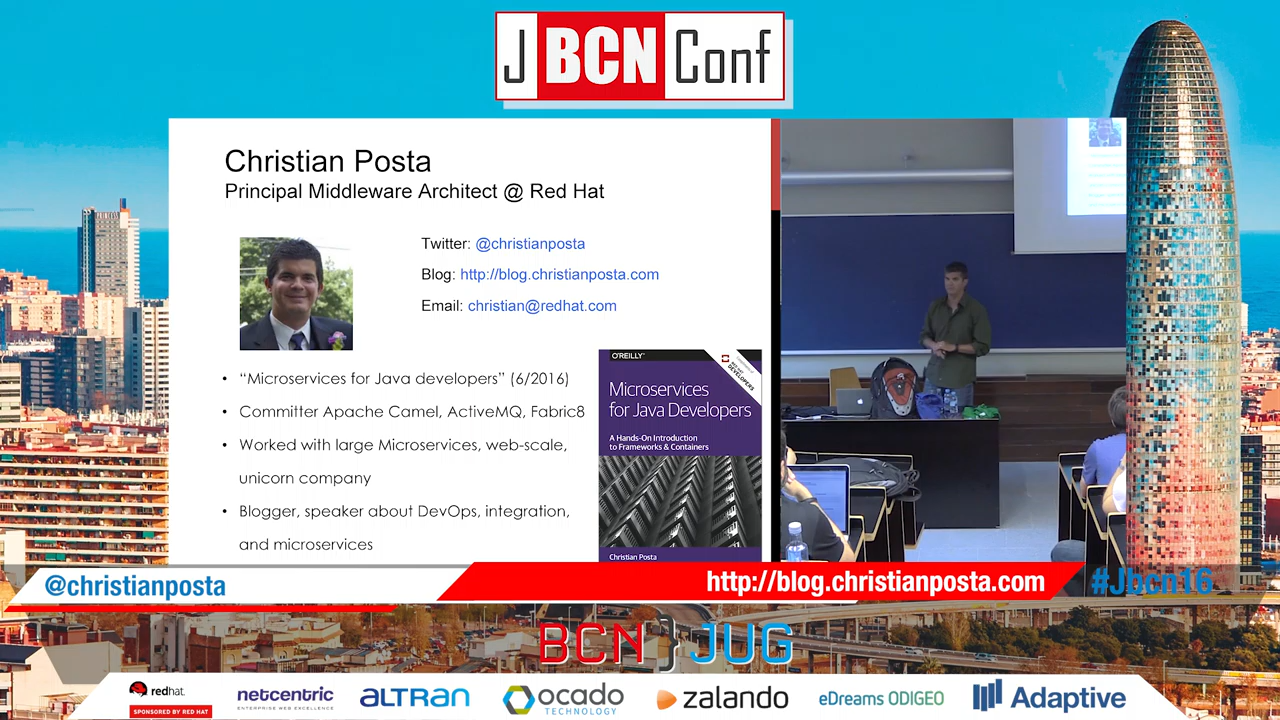 J BCN Conf
Christian Posta
Principal Middleware Architect @ Red Hat
Twitter: @christianposta
Blog: http://blog.christianposta.com
Email: christian@redhat.com
• “Microservices for Java developers” (6/2016)
• Committer Apache Camel, ActiveMQ, Fabric8
• Worked with large Microservices, web-scale,
unicorn company
• Blogger, speaker about DevOps, integration,
and microservices
O'REILLY®
DEVELOPERS
Microservices
for Java Developers
A Hands-On Introduction
to Frameworks & Containers
Christian Posta
@christianposta
http://blog.christianposta.com
#Jbcn16
BCN JUG
redhat.
SPONSORED BY RED HAT
netcentric
ENTERPRISE WEB EXCELLENCE
ALTRAN
ocado
TECHNOLOGY
zalando
eDreams ODIGEO
Adaptive